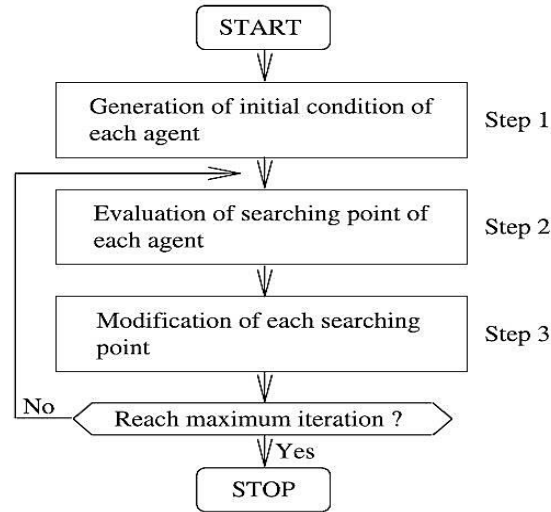 START
Generation of initial condition of
each agent
Step 1
Evaluation of searching point of
each agent
Step 2
Modification of each searching
point
Step 3
No
Reach maximum iteration ?
Yes
STOP